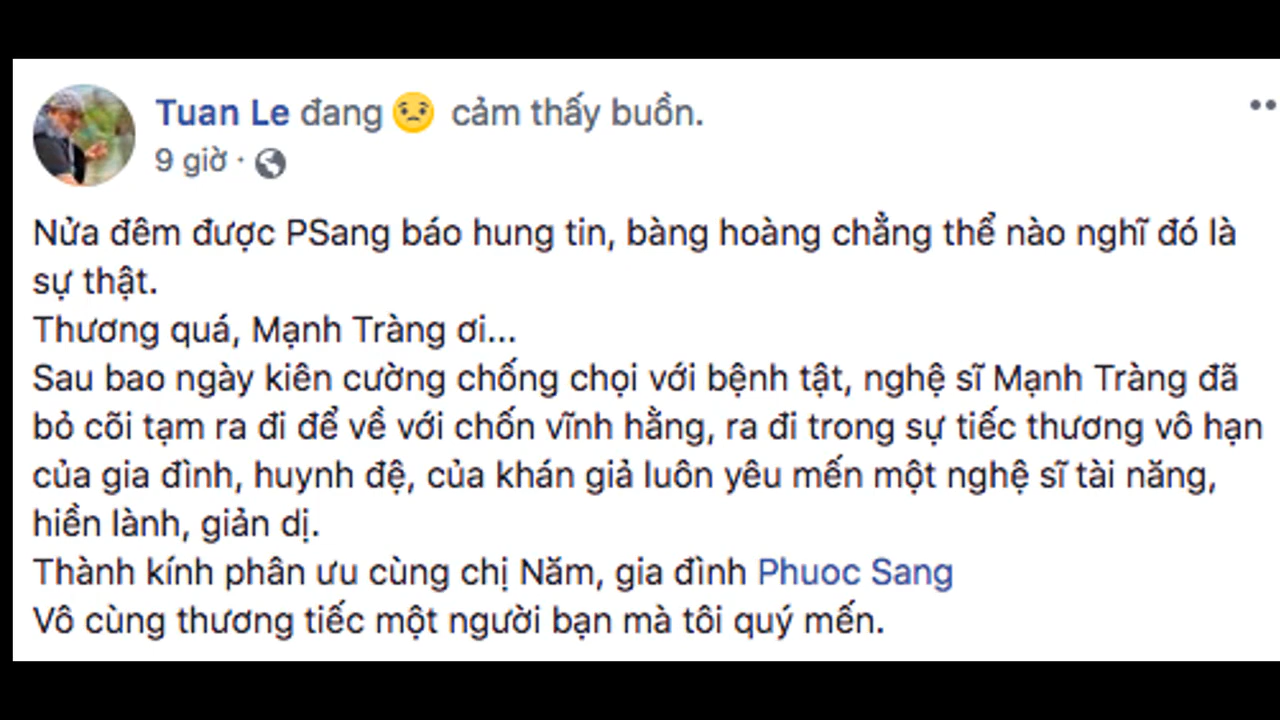 Tuan Le đang 😟 cảm thấy buồn.
9 giờ ·
Nửa đêm được PSang báo hung tin, bàng hoàng chẳng thể nào nghĩ đó là
sự thật.
Thương quá, Mạnh Tràng ơi...
Sau bao ngày kiên cường chống chọi với bệnh tật, nghệ sĩ Mạnh Tràng đã
bỏ cõi tạm ra đi để về với chốn vĩnh hằng, ra đi trong sự tiếc thương vô hạn
của gia đình, huynh đệ, của khán giả luôn yêu mến một nghệ sĩ tài năng,
hiền lành, giản dị.
Thành kính phân ưu cùng chị Năm, gia đình Phuoc Sang
Vô cùng thương tiếc một người bạn mà tôi quý mến.